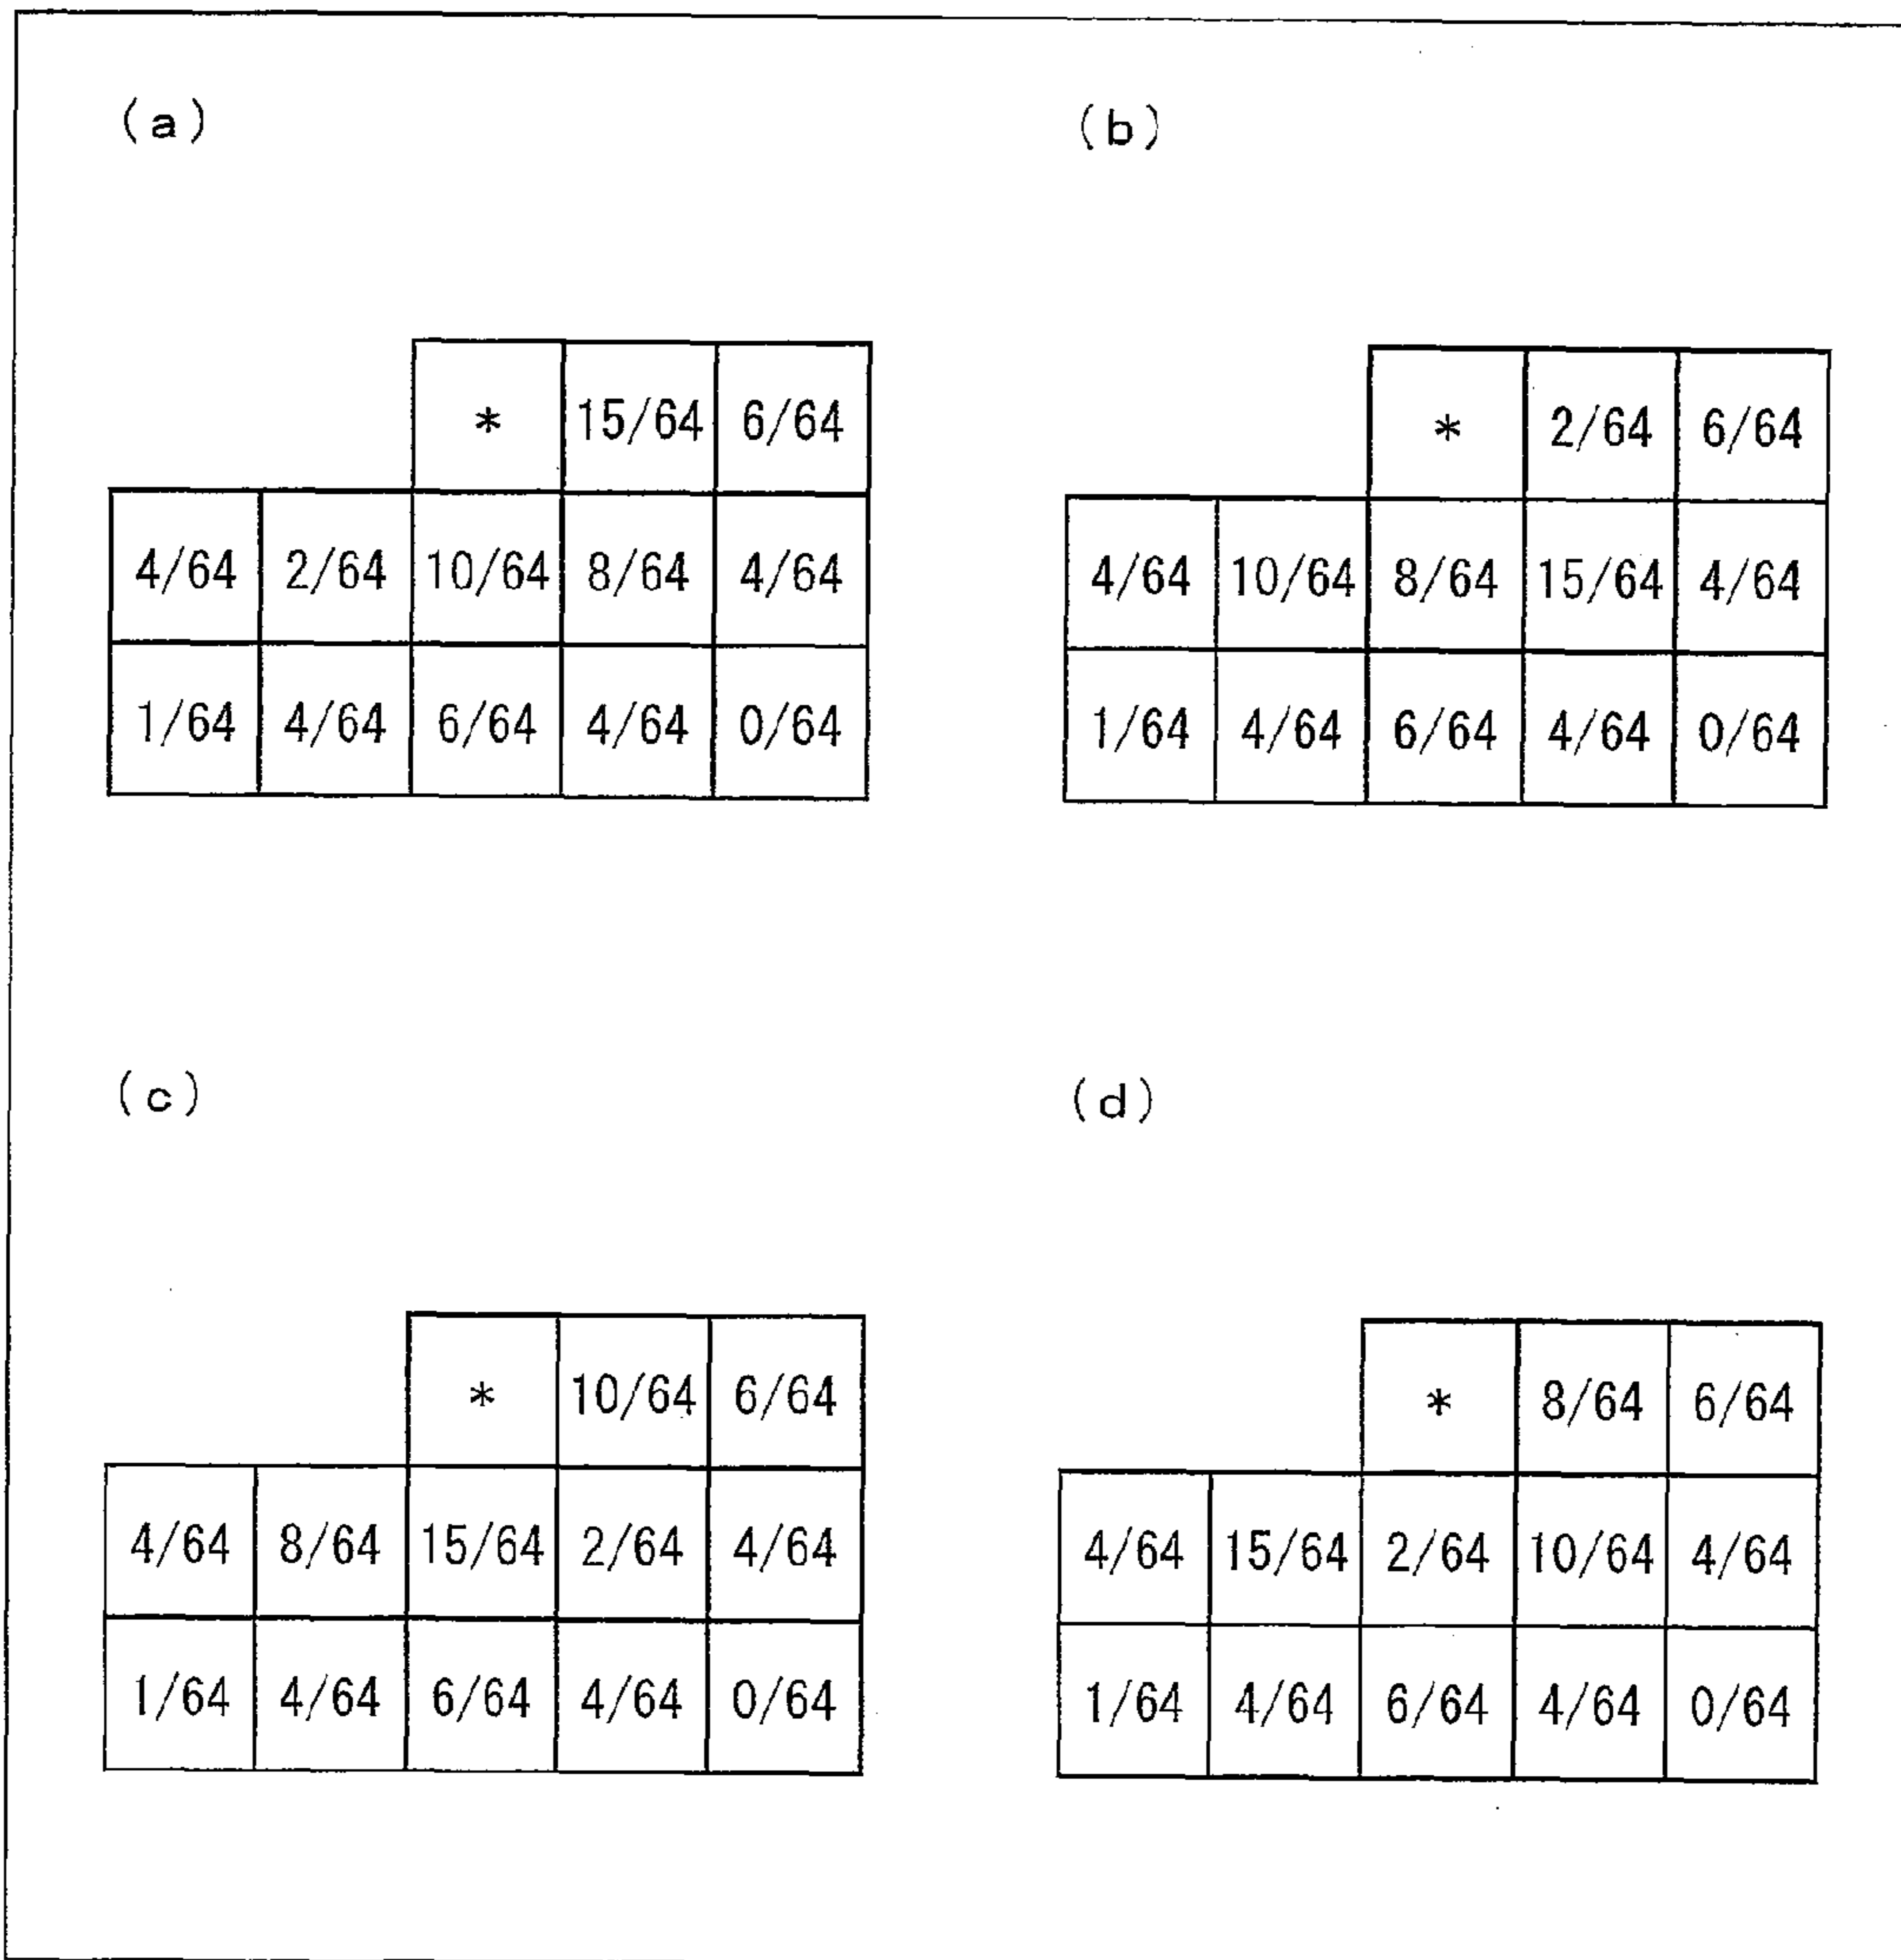 (a)
* 15/64 6/64
4/64 2/64 10/64 8/64 4/64
1/64 4/64 6/64 4/64 0/64
(b)
* 2/64 6/64
4/64 10/64 8/64 15/64 4/64
1/64 4/64 6/64 4/64 0/64
(c)
* 10/64 6/64
4/64 8/64 15/64 2/64 4/64
1/64 4/64 6/64 4/64 0/64
(d)
* 8/64 6/64
4/64 15/64 2/64 10/64 4/64
1/64 4/64 6/64 4/64 0/64